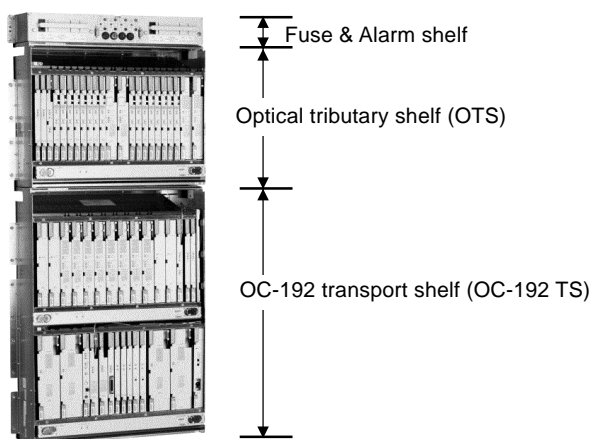 Fuse & Alarm shelf
Optical tributary shelf (OTS)
OC-192 transport shelf (OC-192 TS)